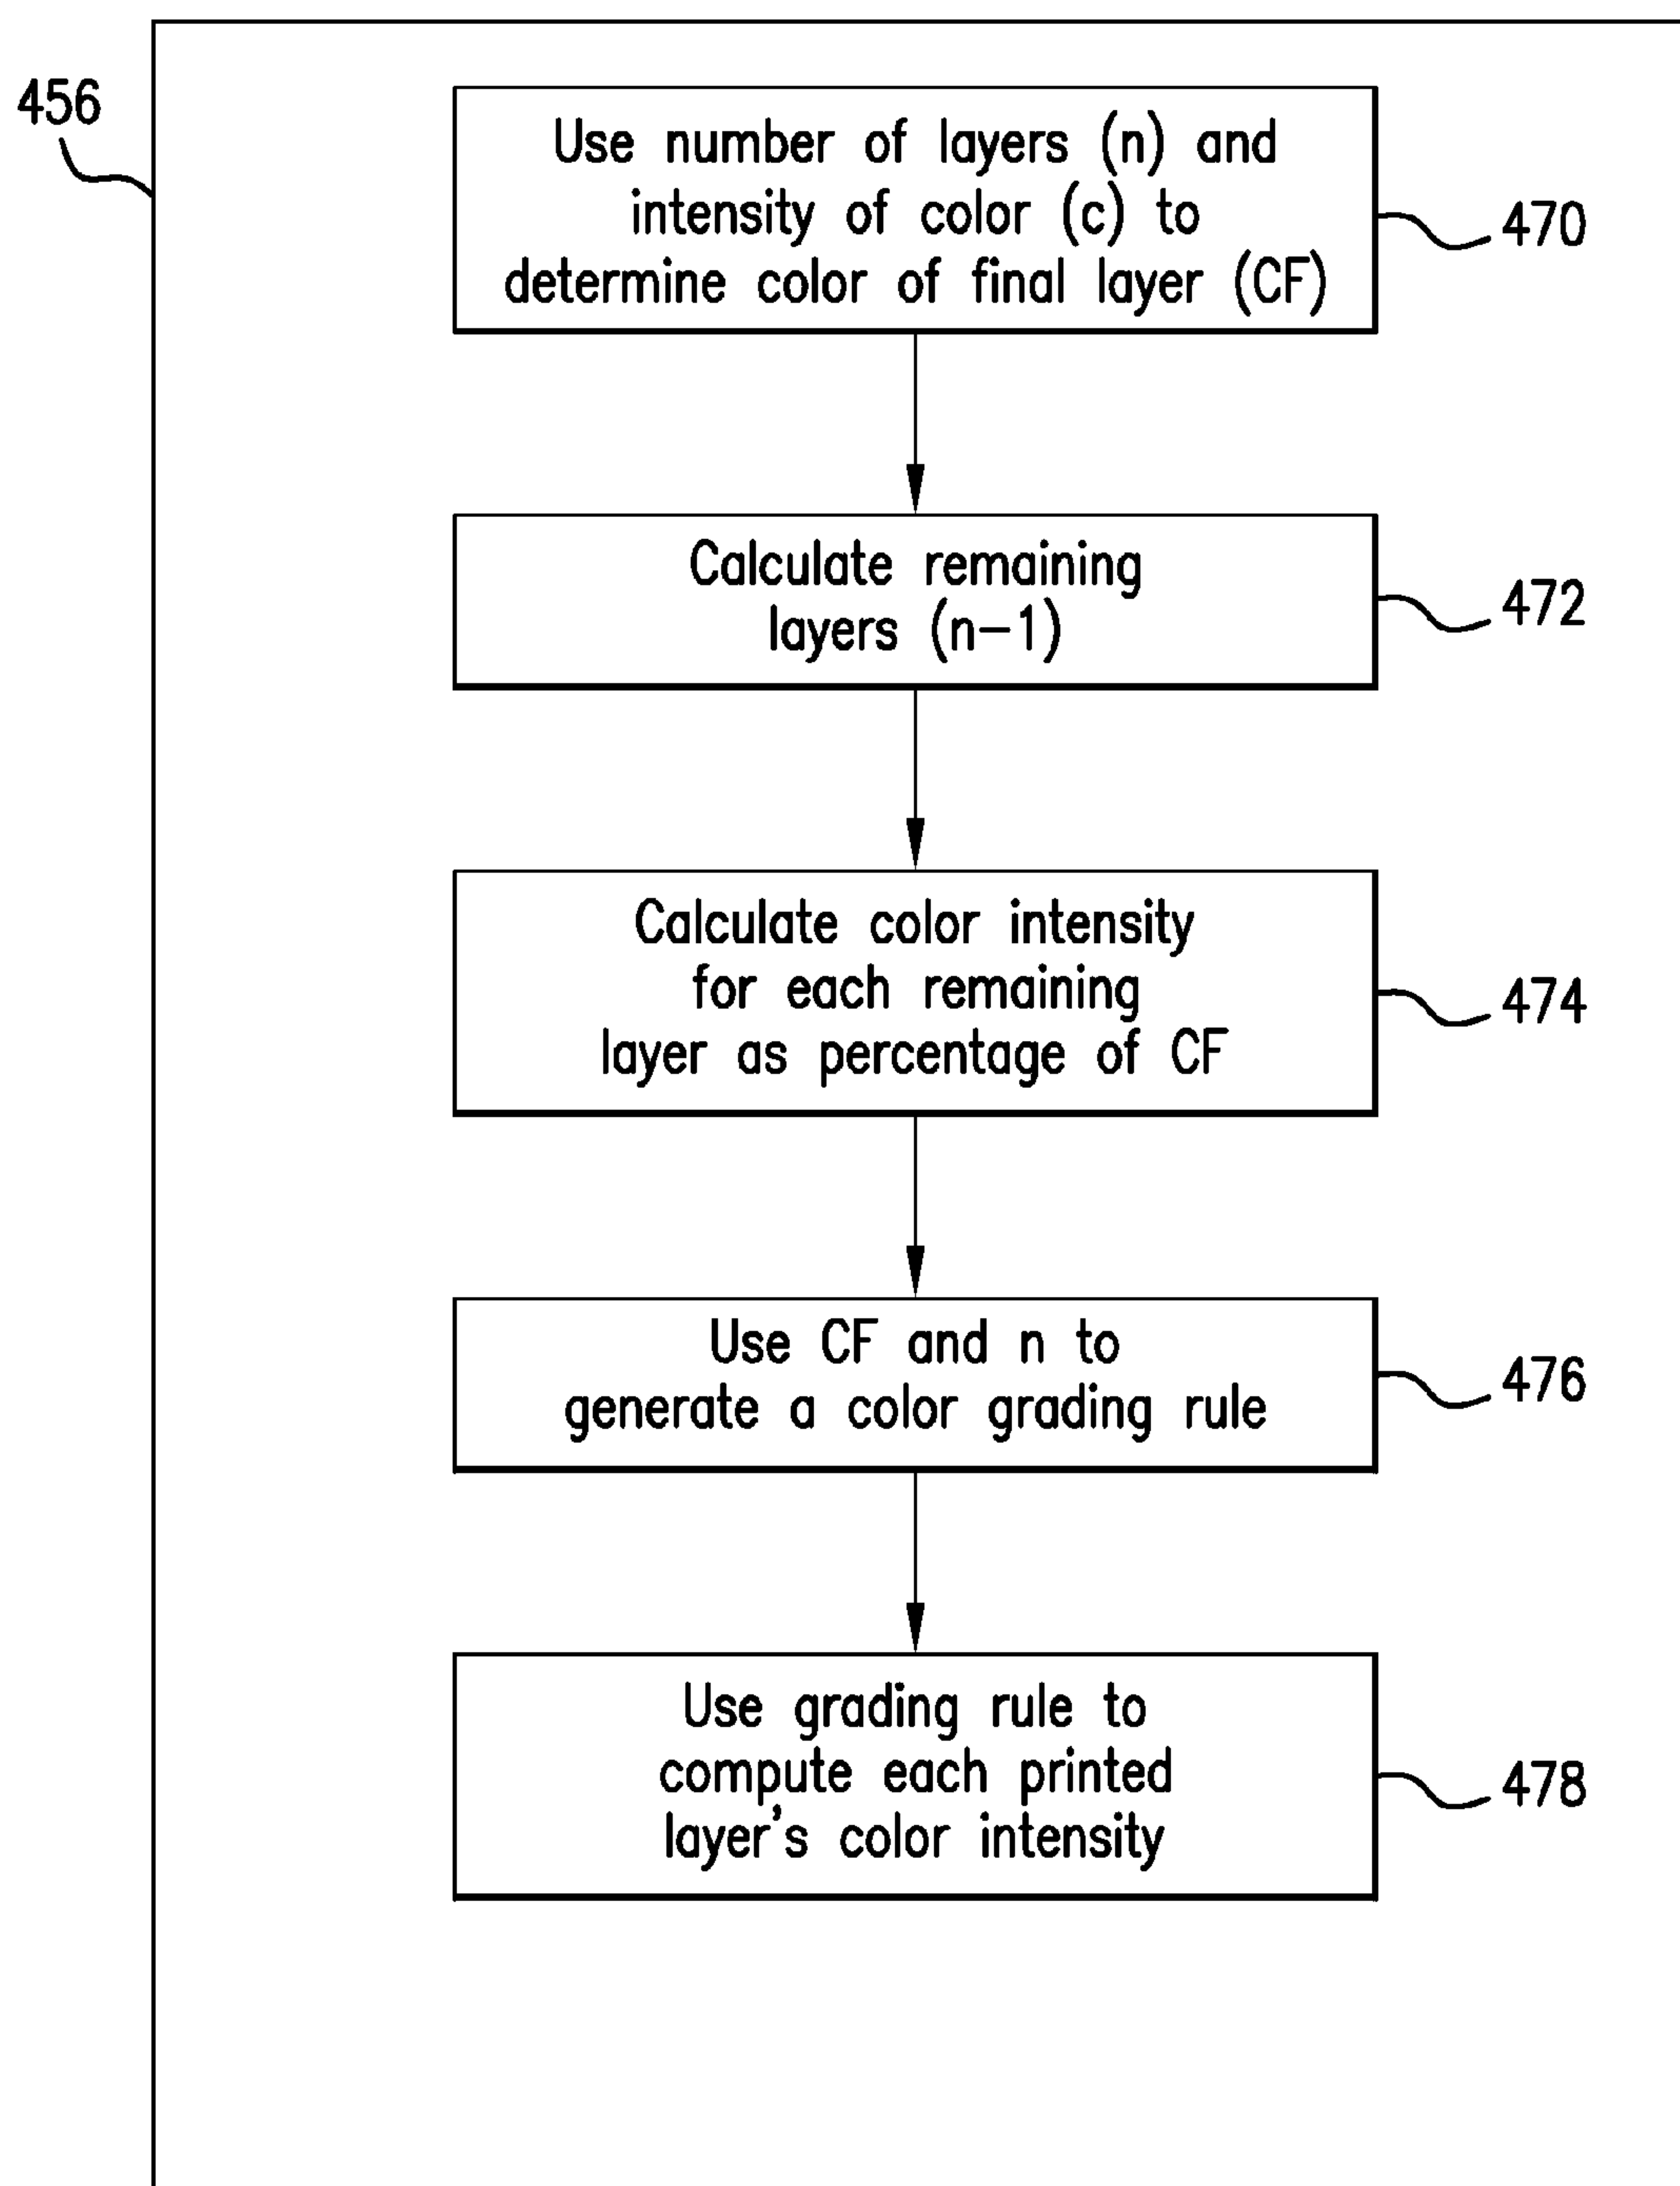 456
Use number of layers (n) and
intensity of color (c) to
determine color of final layer (CF)
470
Calculate remaining
layers (n-1)
472
Calculate color intensity
for each remaining
layer as percentage of CF
474
Use CF and n to
generate a color grading rule
476
Use grading rule to
compute each printed
layer's color intensity
478